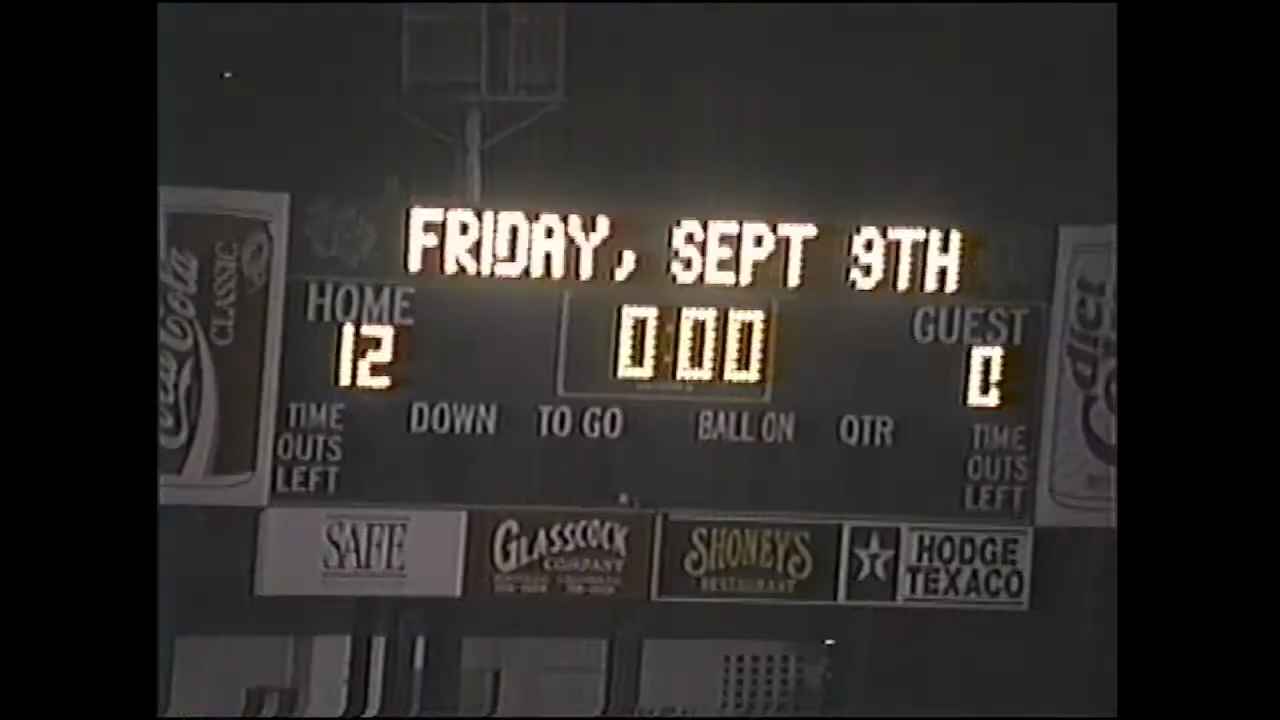 FRIDAY, SEPT 9TH
HOME
12
0:00
GUEST
0
TIME
OUTS
LEFT
DOWN
TO GO
BALL ON
QTR
TIME
OUTS
LEFT
Coca-Cola
CLASSIC
diet
SAFE
GLASSCOCK
COMPANY
SHONEYS
RESTAURANT
HODGE
TEXACO